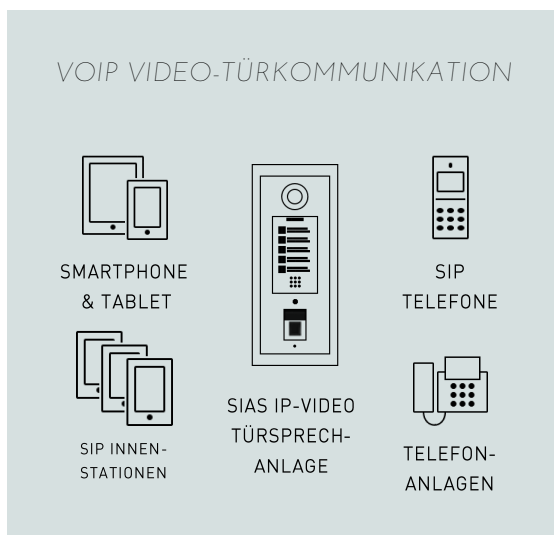 VOIP VIDEO-TÜRKOMMUNIKATION
SMARTPHONE
& TABLET
SIP INNEN-
STATIONEN
SIAS IP-VIDEO
TÜRSPRECH-
ANLAGE
SIP
TELEFONE
TELEFON-
ANLAGEN